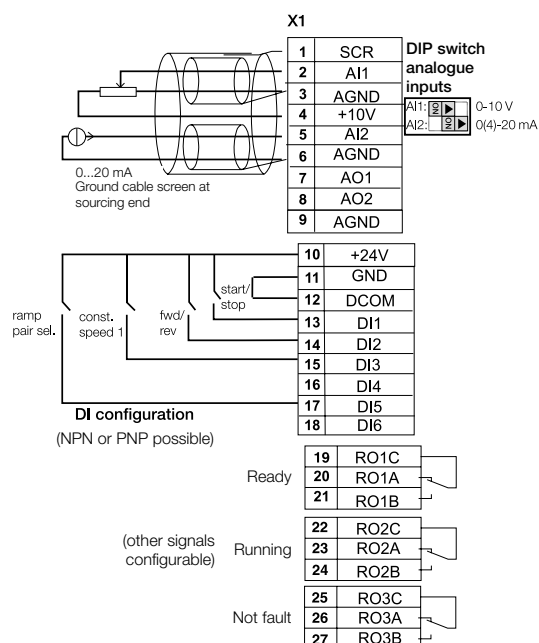 X1
1 SCR
2 AI1
3 AGND
4 +10V
5 AI2
6 AGND
7 AO1
8 AO2
9 AGND
DIP switch
analogue
inputs
AI1: ON 0-10 V
AI2: ON 0(4)-20 mA
0...20 mA
Ground cable screen at
sourcing end
10 +24V
11 GND
12 DCOM
13 DI1
14 DI2
15 DI3
16 DI4
17 DI5
18 DI6
ramp
pair sel.
const.
speed 1
fwd/
rev
start/
stop
DI configuration
(NPN or PNP possible)
19 RO1C
20 RO1A
21 RO1B
Ready
22 RO2C
23 RO2A
24 RO2B
(other signals
configurable)
Running
25 RO3C
26 RO3A
27 RO3B
Not fault